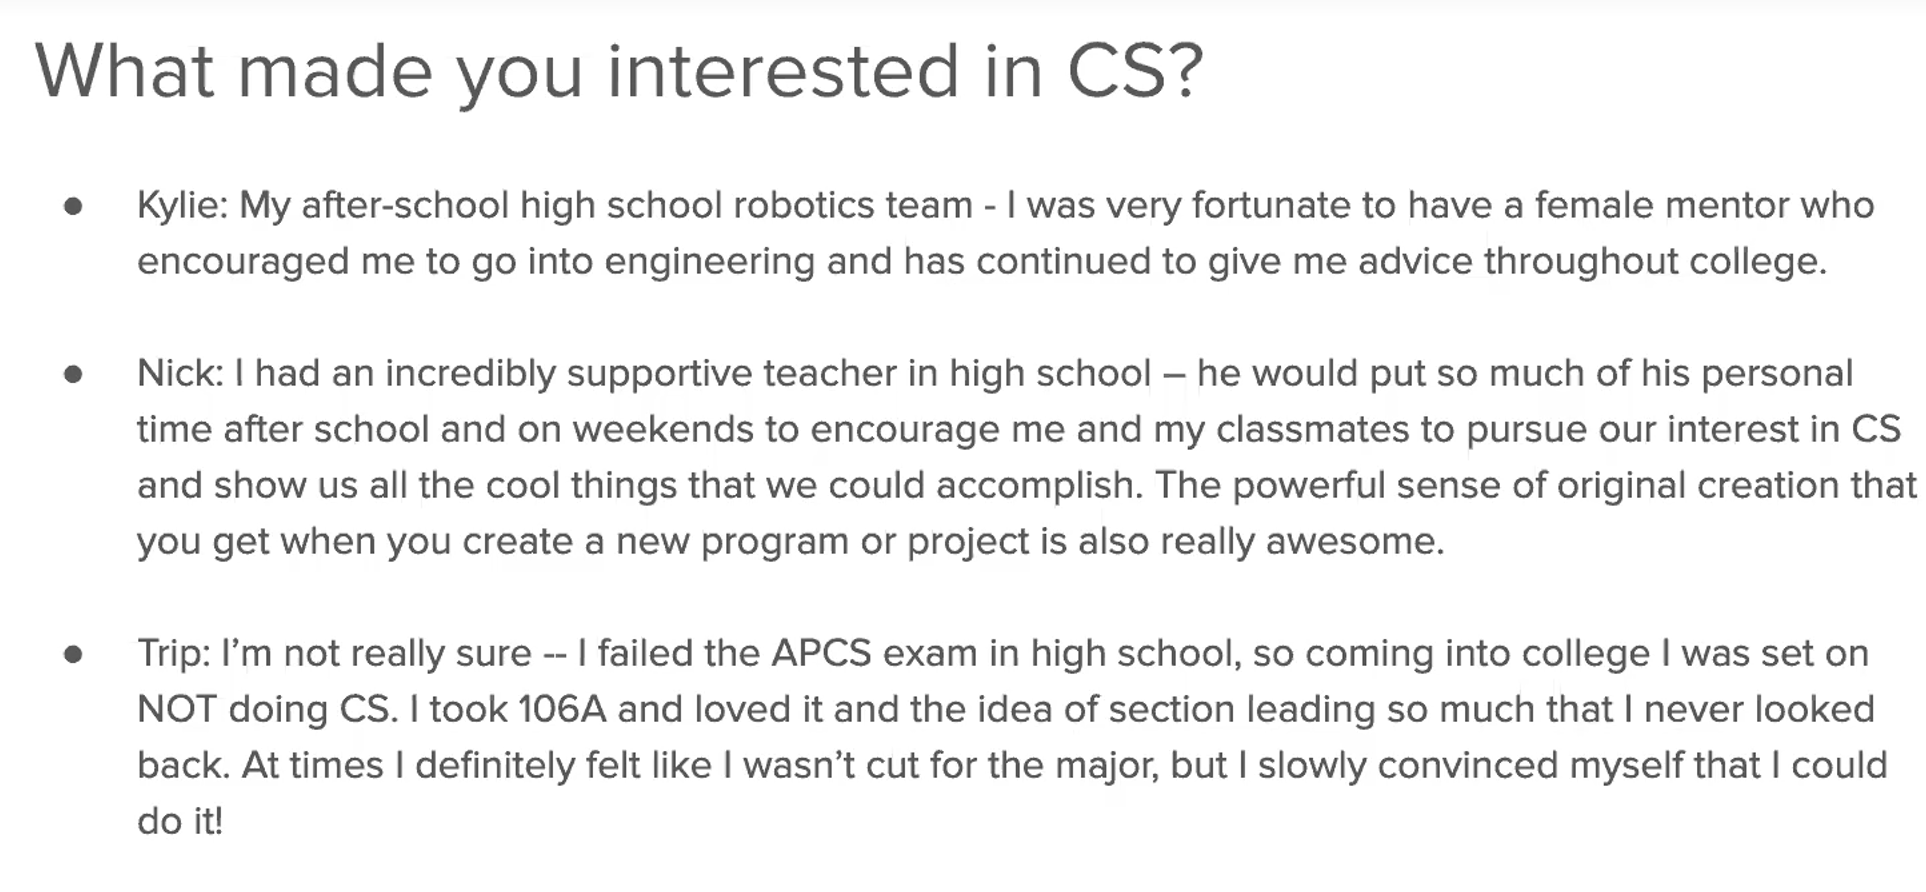 What made you interested in CS?
● Kylie: My after-school high school robotics team - I was very fortunate to have a female mentor who
encouraged me to go into engineering and has continued to give me advice throughout college.
● Nick: I had an incredibly supportive teacher in high school – he would put so much of his personal
time after school and on weekends to encourage me and my classmates to pursue our interest in CS
and show us all the cool things that we could accomplish. The powerful sense of original creation that
you get when you create a new program or project is also really awesome.
● Trip: I’m not really sure -- I failed the APCS exam in high school, so coming into college I was set on
NOT doing CS. I took 106A and loved it and the idea of section leading so much that I never looked
back. At times I definitely felt like I wasn’t cut for the major, but I slowly convinced myself that I could
do it!